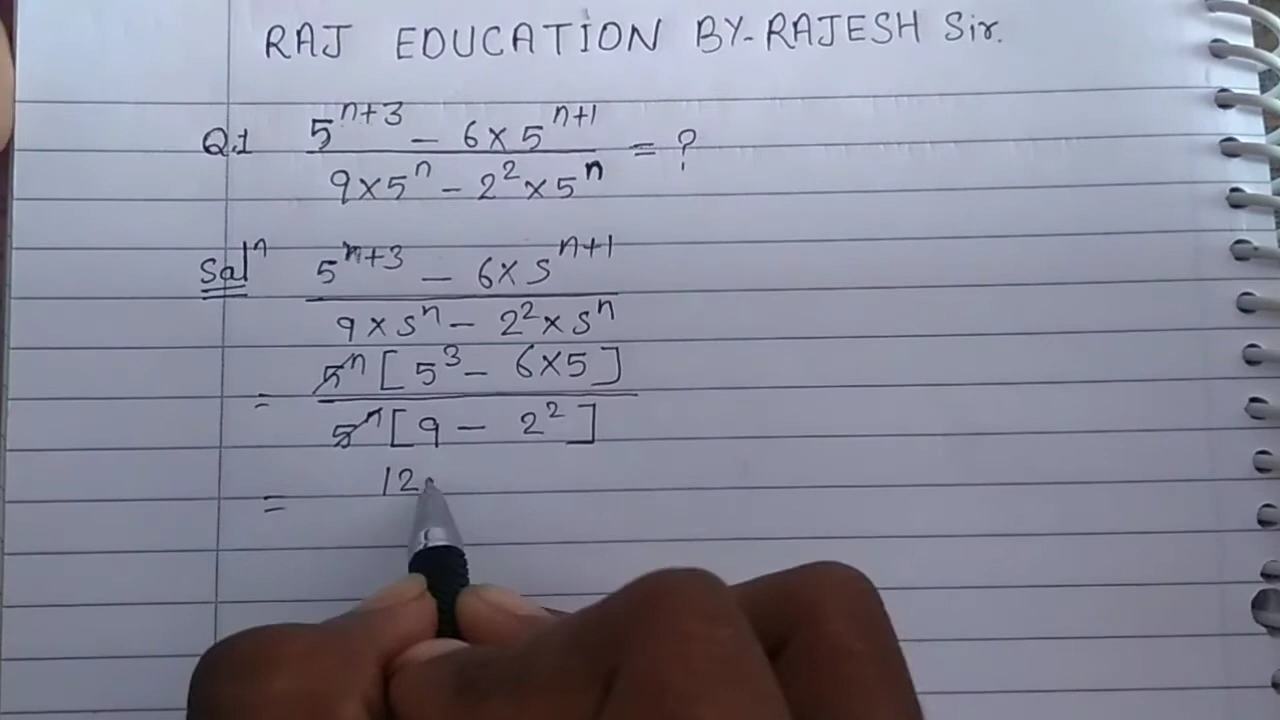 RAJ EDUCATION BY-RAJESH Sir.
Q.1 5^{n+3} - 6×5^{n+1} / 9×5^n - 2^2×5^n = ?
Sol^n 5^{n+3} - 6×5^{n+1} / 9×5^n - 2^2×5^n
= 5^n [5^3 - 6×5] / 5^n [9 - 2^2]
= 12